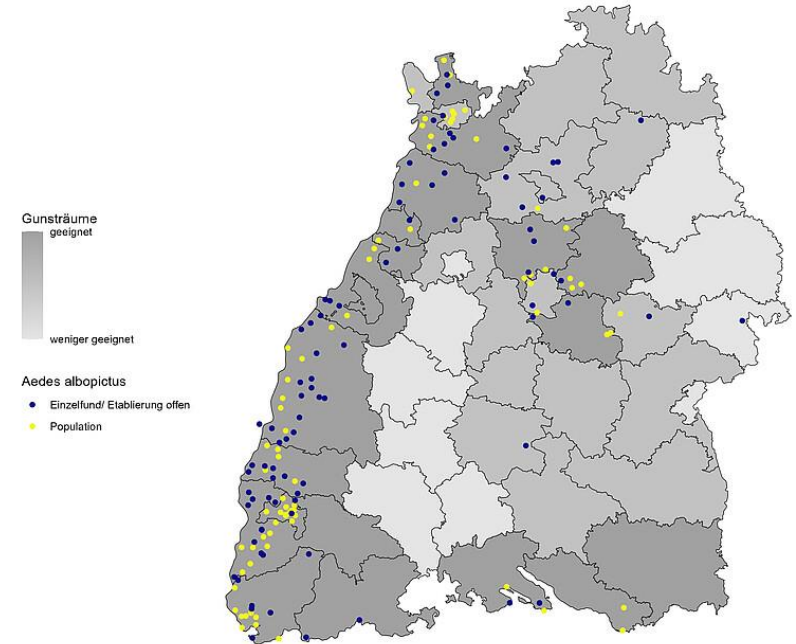 Gunsträume
geeignet
weniger geeignet
Aedes albopictus
Einzelfund/ Etablierung offen
Population